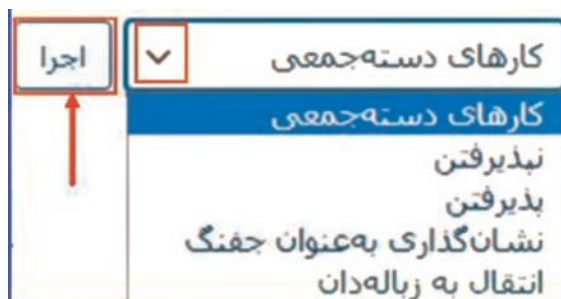 کارهای دسته‌جمعی
اجرا
کارهای دسته‌جمعی
نپذیرفتن
پذیرفتن
نشان‌گذاری به‌عنوان جفنگ
انتقال به زباله‌دان